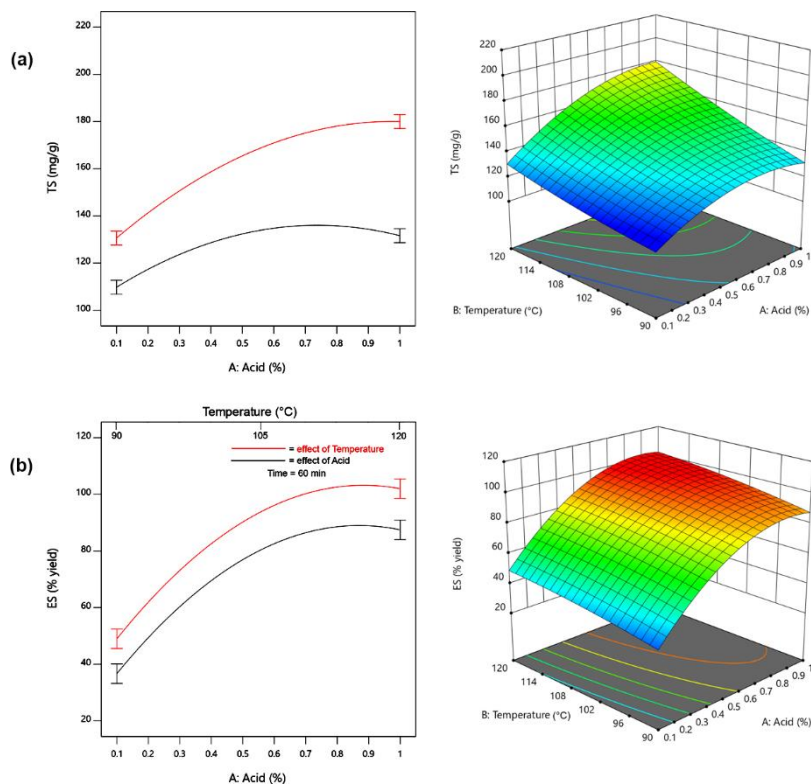 (a)
TS (mg/g)
220
200
180
160
140
120
100
0.1 0.2 0.3 0.4 0.5 0.6 0.7 0.8 0.9 1
A: Acid (%)
TS (mg/g)
220
200
180
160
140
120
100
120
114
108
102
96
90
B: Temperature (°C)
0.1 0.2 0.3 0.4 0.5 0.6 0.7 0.8 0.9 1
A: Acid (%)
(b)
Temperature (°C)
90 105 120
= effect of Temperature
= effect of Acid
Time = 60 min
ES (% yield)
120
100
80
60
40
20
0.1 0.2 0.3 0.4 0.5 0.6 0.7 0.8 0.9 1
A: Acid (%)
ES (% yield)
120
100
80
60
40
20
120
114
108
102
96
90
B: Temperature (°C)
0.1 0.2 0.3 0.4 0.5 0.6 0.7 0.8 0.9 1
A: Acid (%)